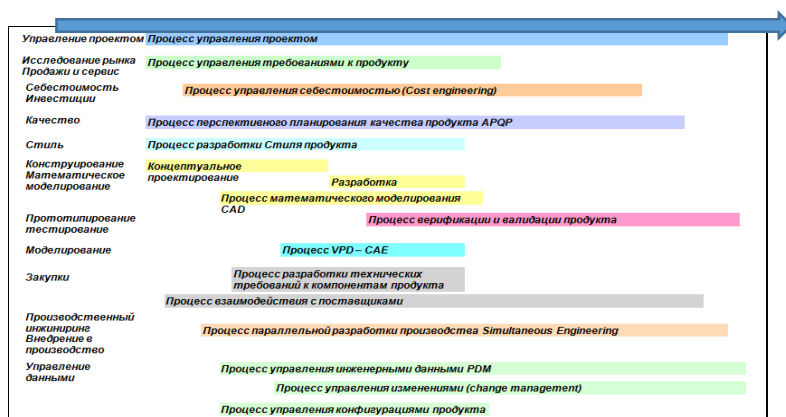 Управление проектом Процесс управления проектом
Исследование рынка
Продажи и сервис
Процесс управления требованиями к продукту
Себестоимость
Инвестиции
Процесс управления себестоимостью (Cost engineering)
Качество
Процесс перспективного планирования качества продукта APQP
Стиль
Процесс разработки Стиля продукта
Конструирование
Математическое
моделирование
Концептуальное
проектирование
Разработка
Процесс математического моделирования
CAD
Прототипирование
тестирование
Процесс верификации и валидации продукта
Моделирование
Процесс VPD – CAE
Закупки
Процесс разработки технических
требований к компонентам продукта
Процесс взаимодействия с поставщиками
Производственный
инжиниринг
Внедрение в
производство
Процесс параллельной разработки производства Simultaneous Engineering
Управление
данными
Процесс управления инженерными данными PDM
Процесс управления изменениями (change management)
Процесс управления конфигурациями продукта